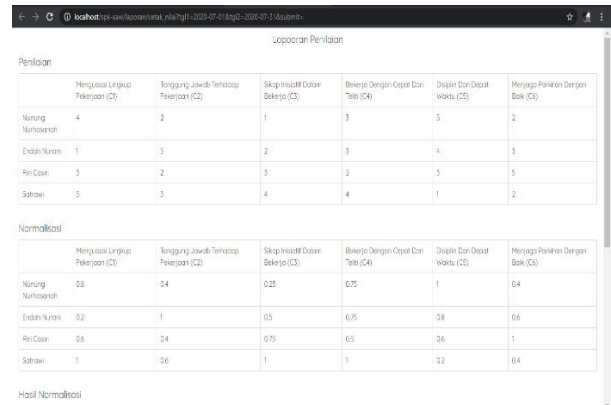 localhost/spk-saw/laporan/cetak_nilai?tgl1=2020-07-01&tgl2=2020-07-31&submit=
Lapooran Penilaian
Penilaian
Menguasai Lingkup Pekerjaan (C1) Tanggung Jawab Terhadap Pekerjaan (C2) Sikap Inisiatif Dalam Bekerja (C3) Bekerja Dengan Cepat Dan Teliti (C4) Disiplin Dan Depat Waktu (C5) Menjaga Parkiran Dengan Baik (C6)
Nunung Nurhasanah 4 2 1 3 5 2
Endah Nurani 1 5 2 3 4 3
Rini Casiri 3 2 3 2 3 5
Satrawi 5 3 4 4 1 2
Normalisasi
Menguasai Lingkup Pekerjaan (C1) Tanggung Jawab Terhadap Pekerjaan (C2) Sikap Inisiatif Dalam Bekerja (C3) Bekerja Dengan Cepat Dan Teliti (C4) Disiplin Dan Depat Waktu (C5) Menjaga Parkiran Dengan Baik (C6)
Nunung Nurhasanah 0.8 0.4 0.25 0.75 1 0.4
Endah Nurani 0.2 1 0.5 0.75 0.8 0.6
Rini Casiri 0.6 0.4 0.75 0.5 0.6 1
Satrawi 1 0.6 1 1 0.2 0.4
Hasil Normalisasi